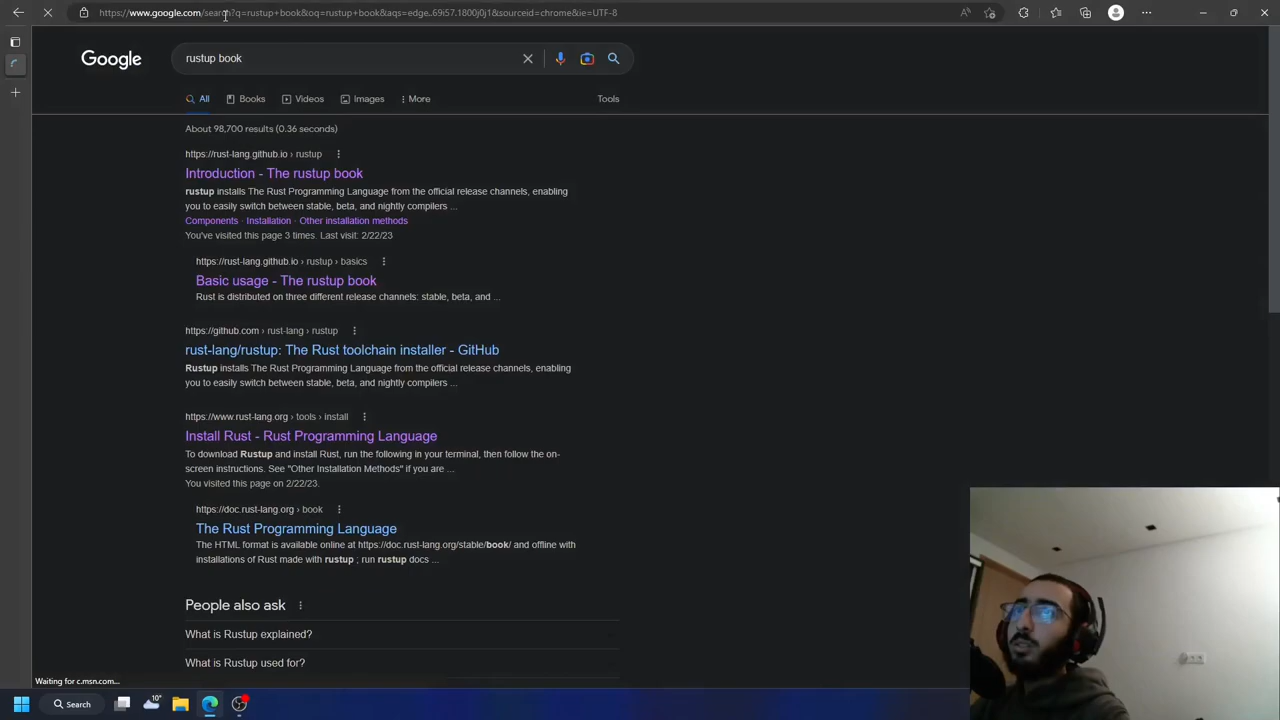 https://www.google.com/search?q=rustup+book&oq=rustup+book&aqs=edge..69i57.1800j0j1&sourceid=chrome&ie=UTF-8
Google
rustup book
All
Books
Videos
Images
More
Tools
About 98,700 results (0.36 seconds)
https://rust-lang.github.io › rustup
Introduction - The rustup book
rustup installs The Rust Programming Language from the official release channels, enabling
you to easily switch between stable, beta, and nightly compilers ...
Components · Installation · Other installation methods
You've visited this page 3 times. Last visit: 2/22/23
https://rust-lang.github.io › rustup › basics
Basic usage - The rustup book
Rust is distributed on three different release channels: stable, beta, and ...
https://github.com › rust-lang › rustup
rust-lang/rustup: The Rust toolchain installer - GitHub
Rustup installs The Rust Programming Language from the official release channels, enabling
you to easily switch between stable, beta, and nightly compilers ...
https://www.rust-lang.org › tools › install
Install Rust - Rust Programming Language
To download Rustup and install Rust, run the following in your terminal, then follow the on-
screen instructions. See "Other Installation Methods" if you are ...
You visited this page on 2/22/23.
https://doc.rust-lang.org › book
The Rust Programming Language
The HTML format is available online at https://doc.rust-lang.org/stable/book/ and offline with
installations of Rust made with rustup ; run rustup docs ...
People also ask
What is Rustup explained?
What is Rustup used for?
Waiting for c.msn.com...
Search
10°